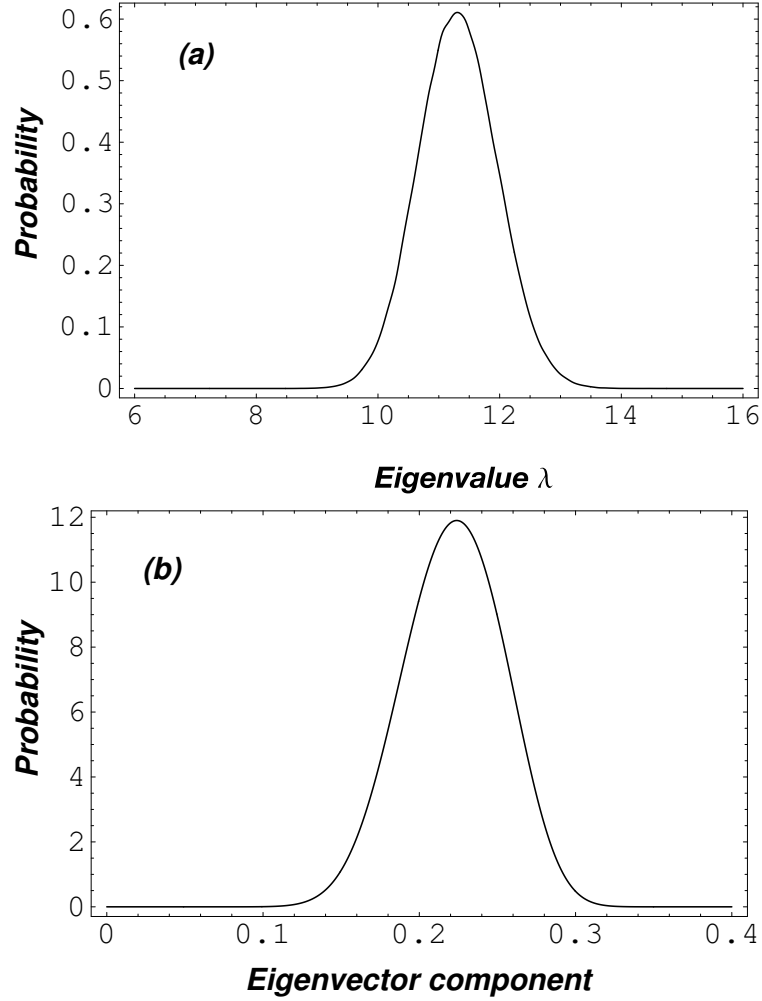 0.6
(a)
0.5
0.4
0.3
0.2
0.1
0
Probability
6 8 10 12 14 16
Eigenvalue λ
12
(b)
10
8
6
4
2
0
Probability
0 0.1 0.2 0.3 0.4
Eigenvector component